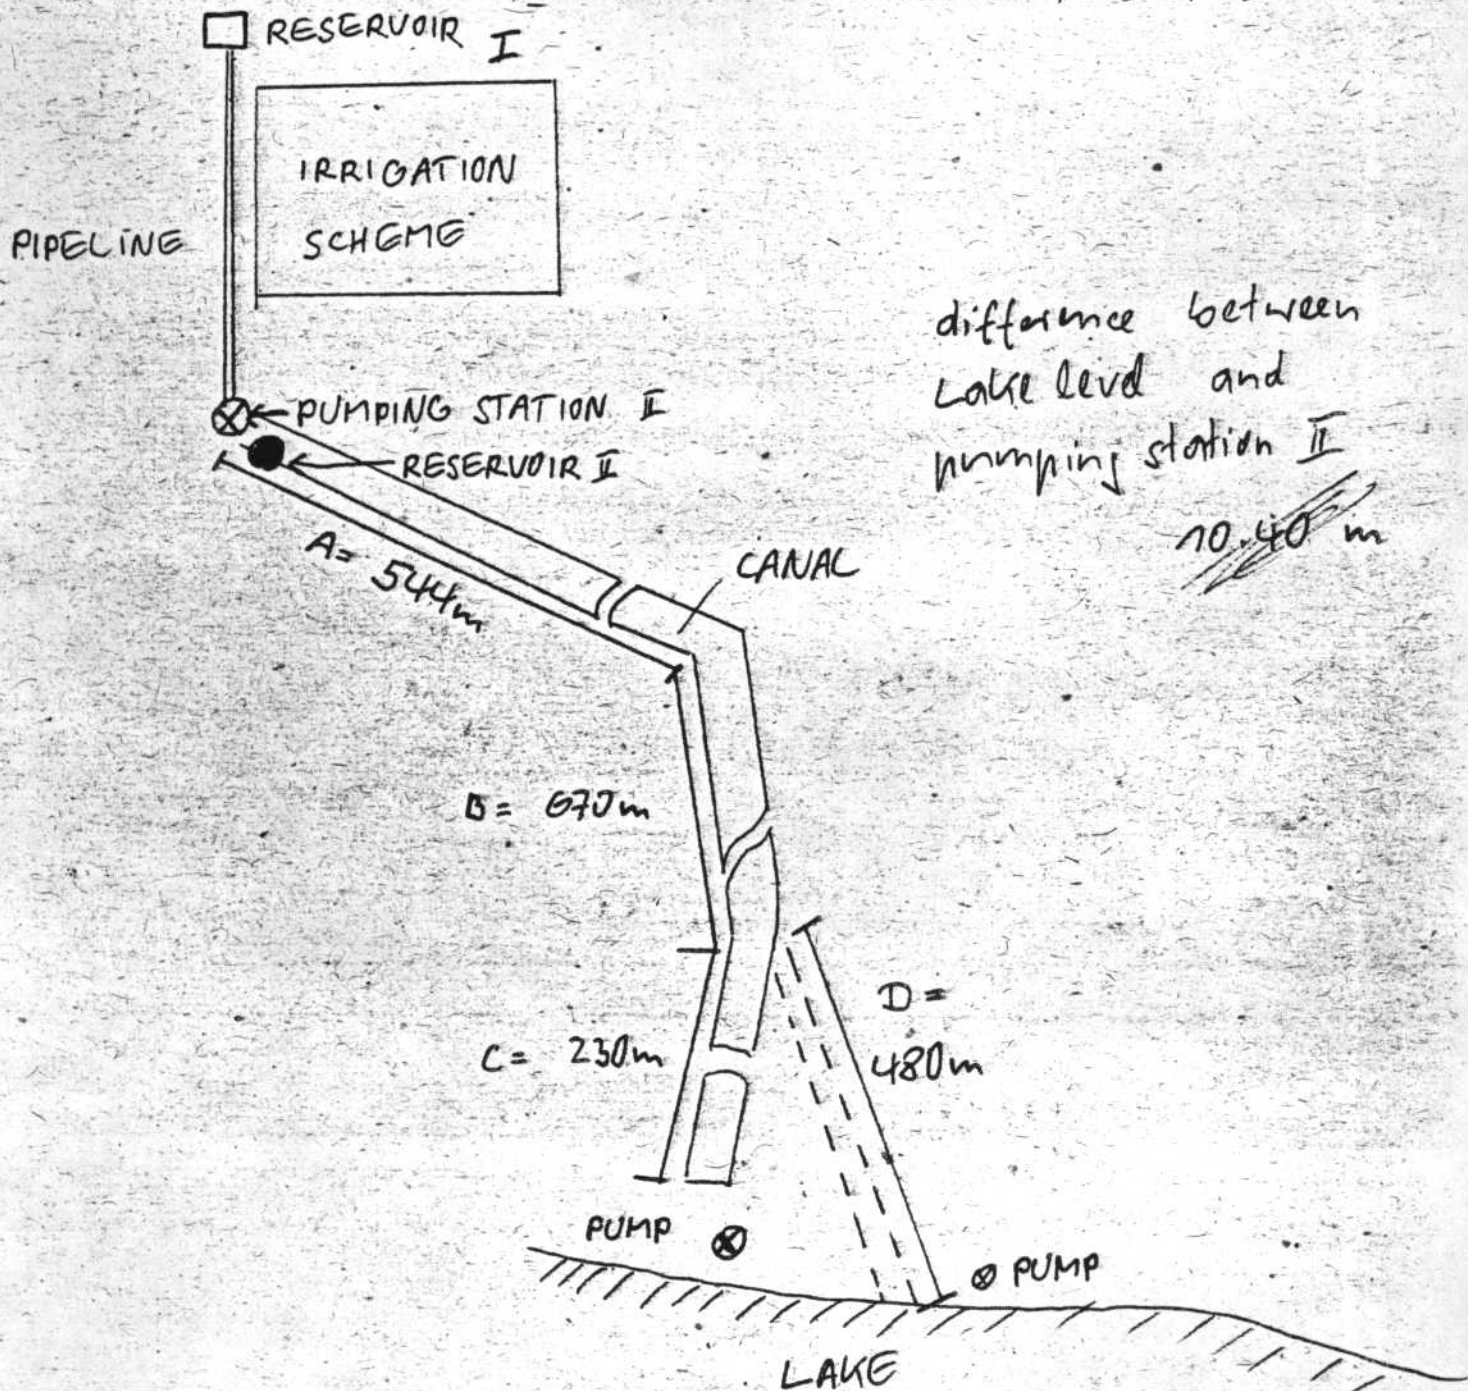 RESERVOIR I
IRRIGATION
SCHEME
PIPELINE
difference between
Lake level and
pumping station II
10.40 m
PUMPING STATION II
RESERVOIR II
A= 544m
CANAL
B= 670m
D =
480m
C= 230m
PUMP
PUMP
LAKE